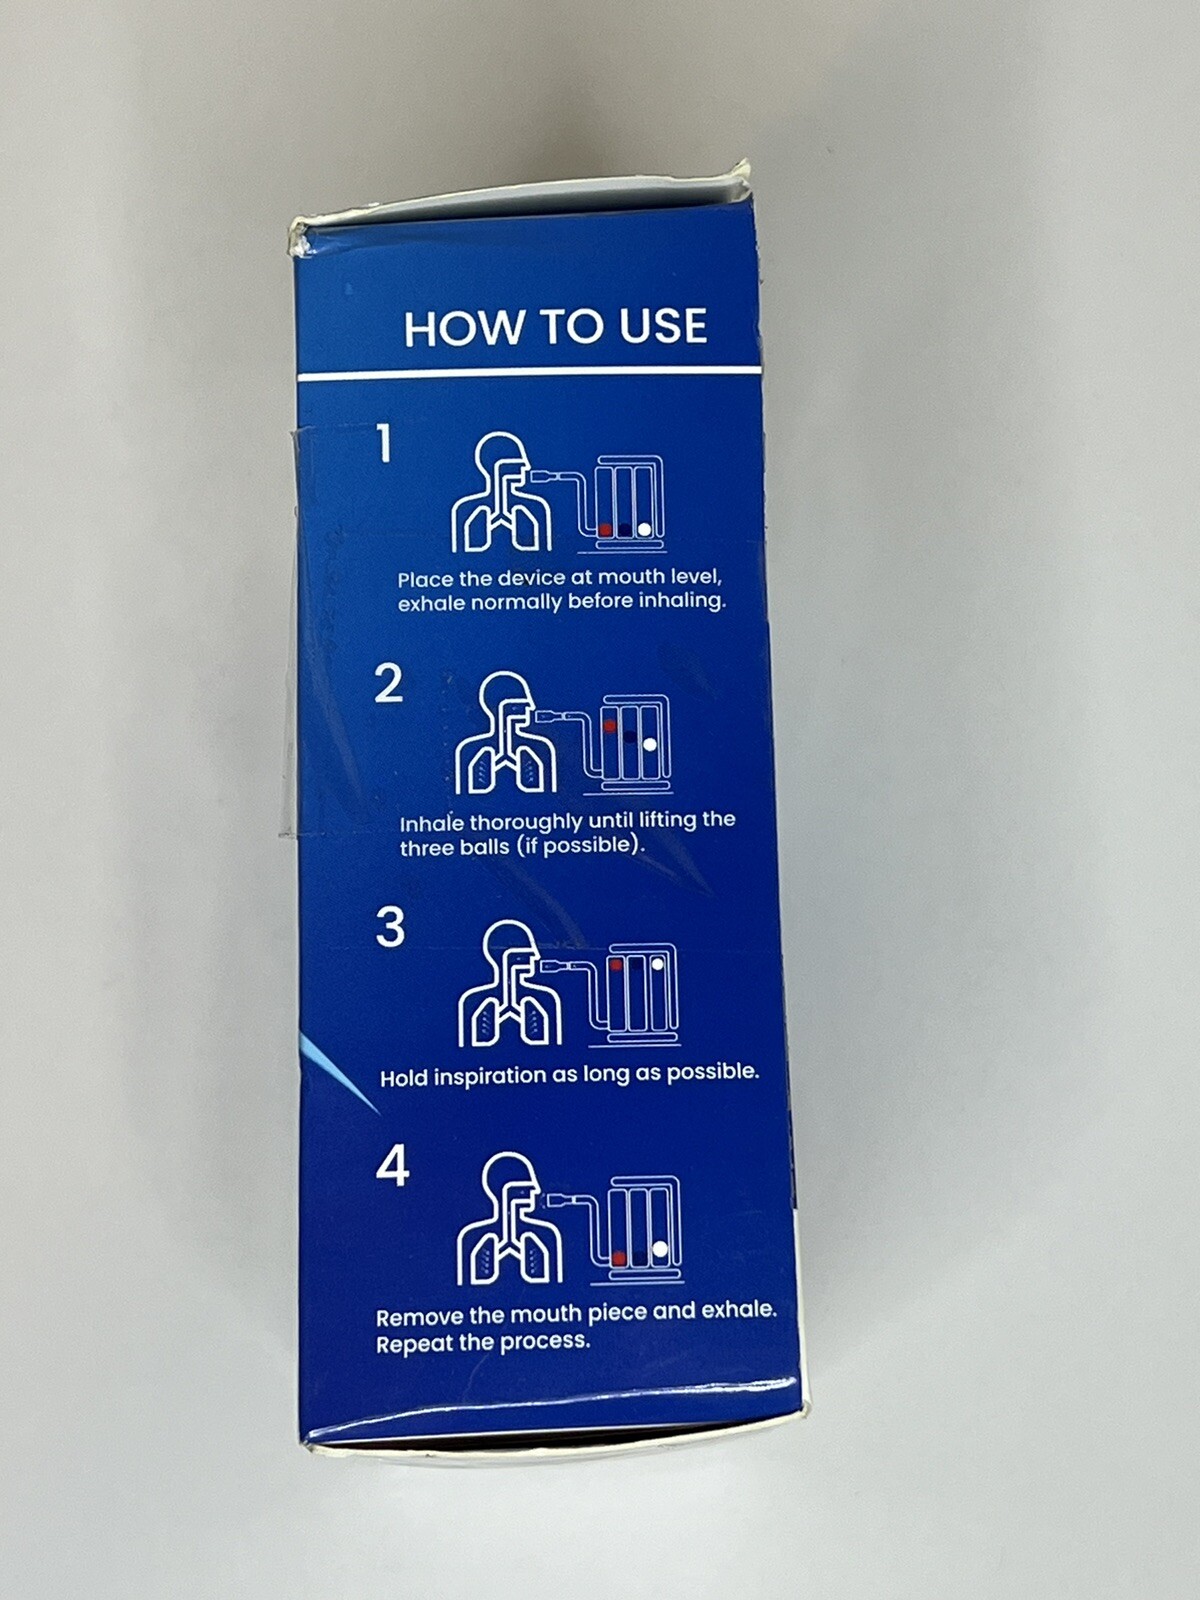 HOW TO USE
1
Place the device at mouth level,
exhale normally before inhaling.
2
Inhale thoroughly until lifting the
three balls (if possible).
3
Hold inspiration as long as possible.
4
Remove the mouth piece and exhale.
Repeat the process.